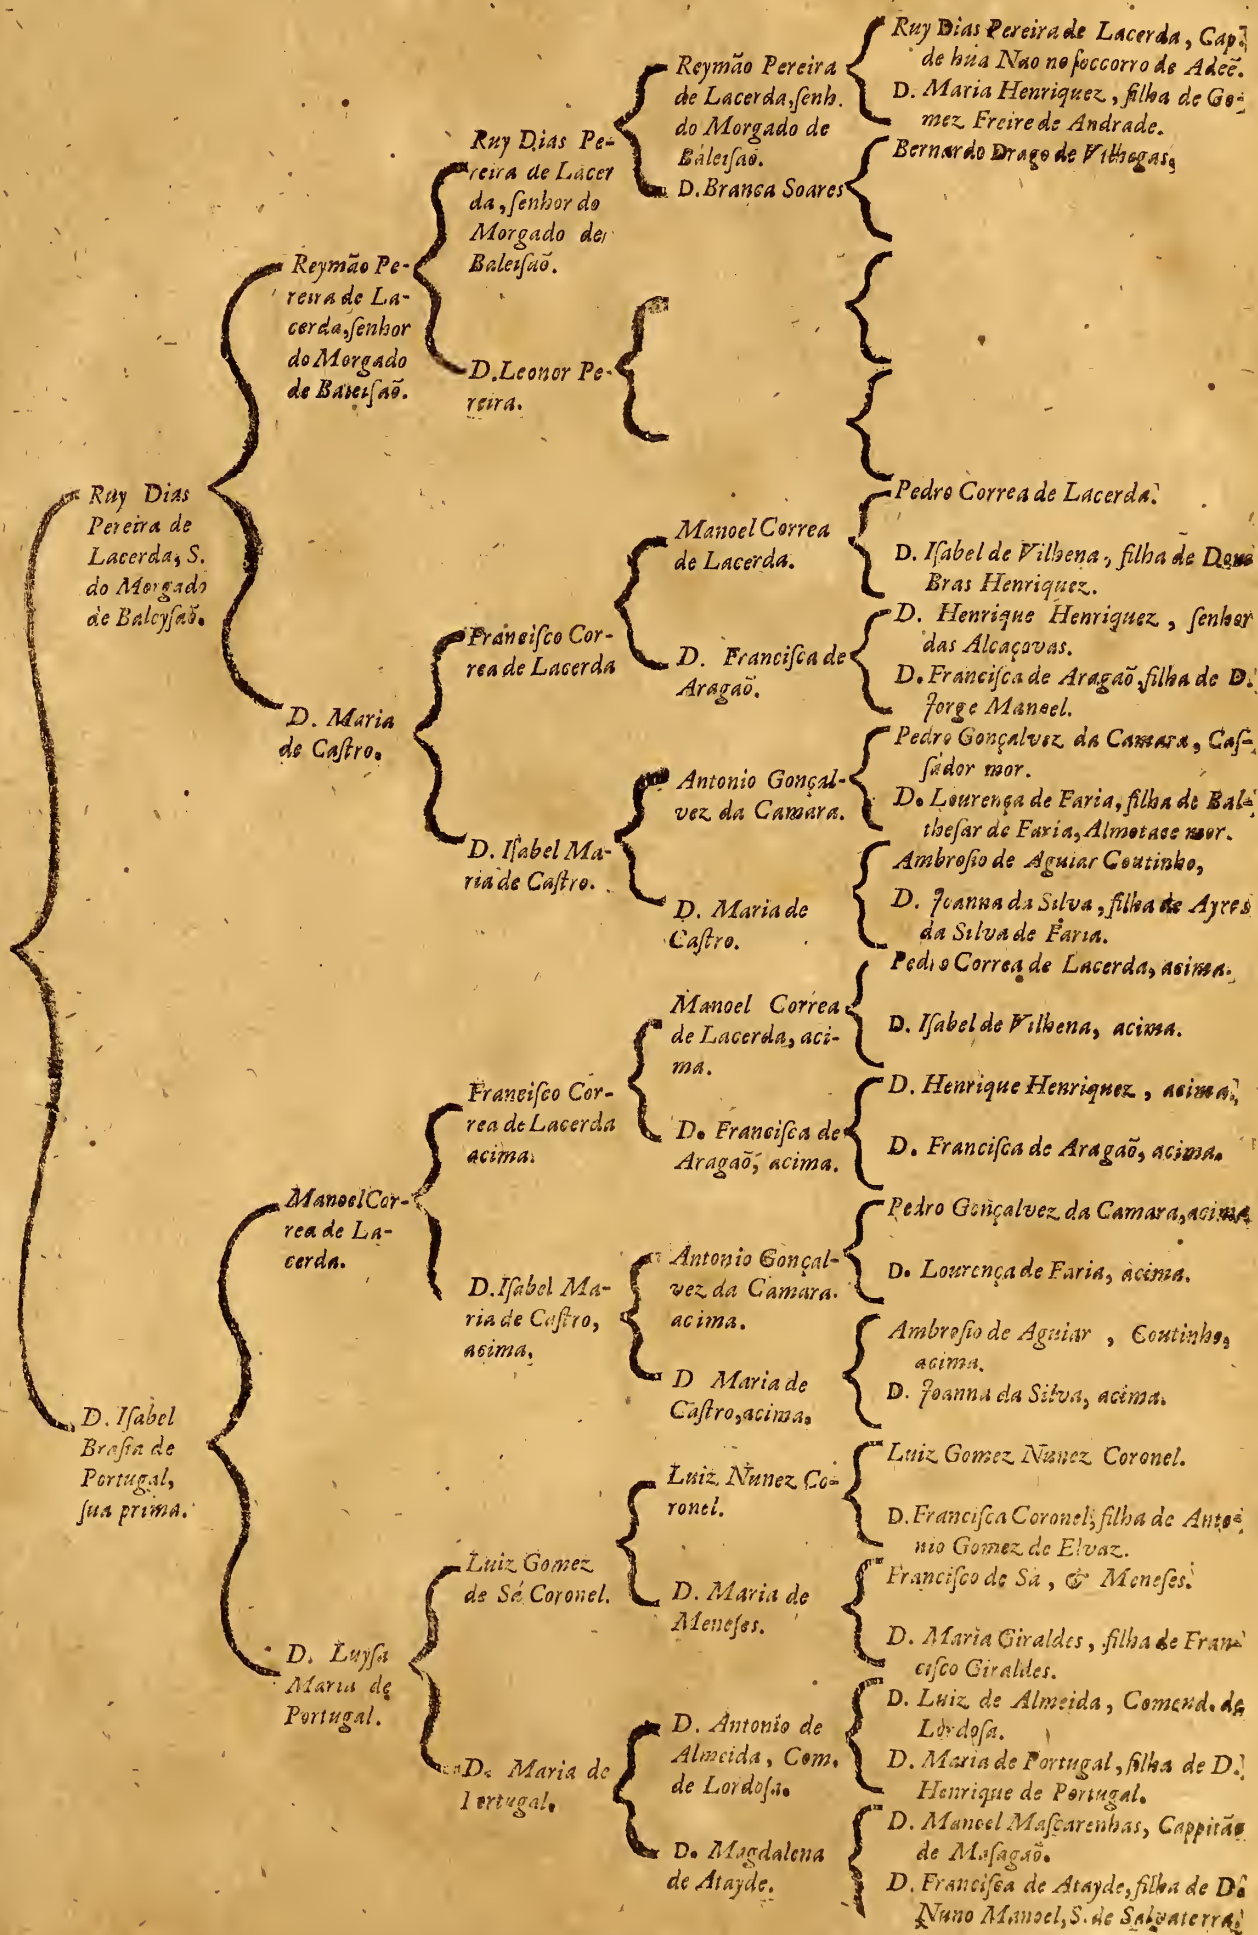 Ruy Dias
Pereira de
Lacerda, S.
do Morgado
de Baleysaõ.
D. Iſabel
Braſia de
Portugal,
ſua prima.
Reymão Pe-
reira de La-
cerda, ſenhor
do Morgado
de Baleiſaõ.
D. Maria
de Caſtro.
Manoel Cor-
rea de La-
cerda.
D. Luyſa
Maria de
Portugal.
Ruy Dias Pe-
reira de Lacer
da, ſenhor do
Morgado de
Baleiſaõ.
D. Leonor Pe-
reira.
Franciſco Cor-
rea de Lacerda
D. Iſabel Ma-
ria de Caſtro.
Franciſco Cor-
rea de Lacerda
acima.
D. Iſabel Ma-
ria de Caſtro,
acima,
Luiz Gomez
de Sá Coronel.
D. Maria de
Portugal.
Reymão Pereira
de Lacerda, ſenh.
do Morgado de
Baleiſaõ.
D. Branca Soares
Manoel Correa
de Lacerda.
D. Franciſca de
Aragaõ.
Antonio Gonçal-
vez da Camara.
D. Maria de
Caſtro.
Manoel Correa
de Lacerda, aci-
ma.
D. Franciſca de
Aragaõ, acima.
Antonio Gonçal-
vez da Camara.
acima.
D Maria de
Caſtro, acima,
Luiz Nunez Co-
ronel.
D. Maria de
Meneſes.
D. Antonio de
Almeida, Com.
de Lordoſa.
D. Magdalena
de Atayde.
Ruy Dias Pereira de Lacerda, Cap.
de hũa Nao no ſoccorro de Adeẽ.
D. Maria Henriquez, filha de Go-
mez Freire de Andrade.
Bernardo Drago de Vilhegas,
Pedro Correa de Lacerda.
D. Iſabel de Vilhena, filha de Dom
Bras Henriquez.
D. Henrique Henriquez, ſenhor
das Alcaçovas.
D. Franciſca de Aragaõ, filha de D.
Jorge Manoel.
Pedro Gonçalvez da Camara, Caſ-
ſador mor.
D. Lourença de Faria, filha de Bal-
theſar de Faria, Almotace mor.
Ambroſio de Aguiar Coutinho,
D. Joanna da Silva, filha de Ayres
da Silva de Faria.
Pedro Correa de Lacerda, acima.
D. Iſabel de Vilhena, acima.
D. Henrique Henriquez, acima.
D. Franciſca de Aragaõ, acima.
Pedro Gonçalvez da Camara, acima
D. Lourença de Faria, acima.
Ambroſio de Aguiar, Coutinho,
acima.
D. Joanna da Silva, acima.
Luiz Gomez Nunez Coronel.
D. Franciſca Coronel, filha de Anto-
nio Gomez de Elvaz.
Franciſco de Sa, & Meneſes.
D. Maria Giraldes, filha de Fran-
ciſco Giraldes.
D. Luiz de Almeida, Comend. de
Lordoſa.
D. Maria de Portugal, filha de D.
Henrique de Portugal.
D. Manoel Maſcarenhas, Cappitão
de Maſagaõ.
D. Franciſca de Atayde, filha de D.
Nuno Manoel, S. de Salvaterra.